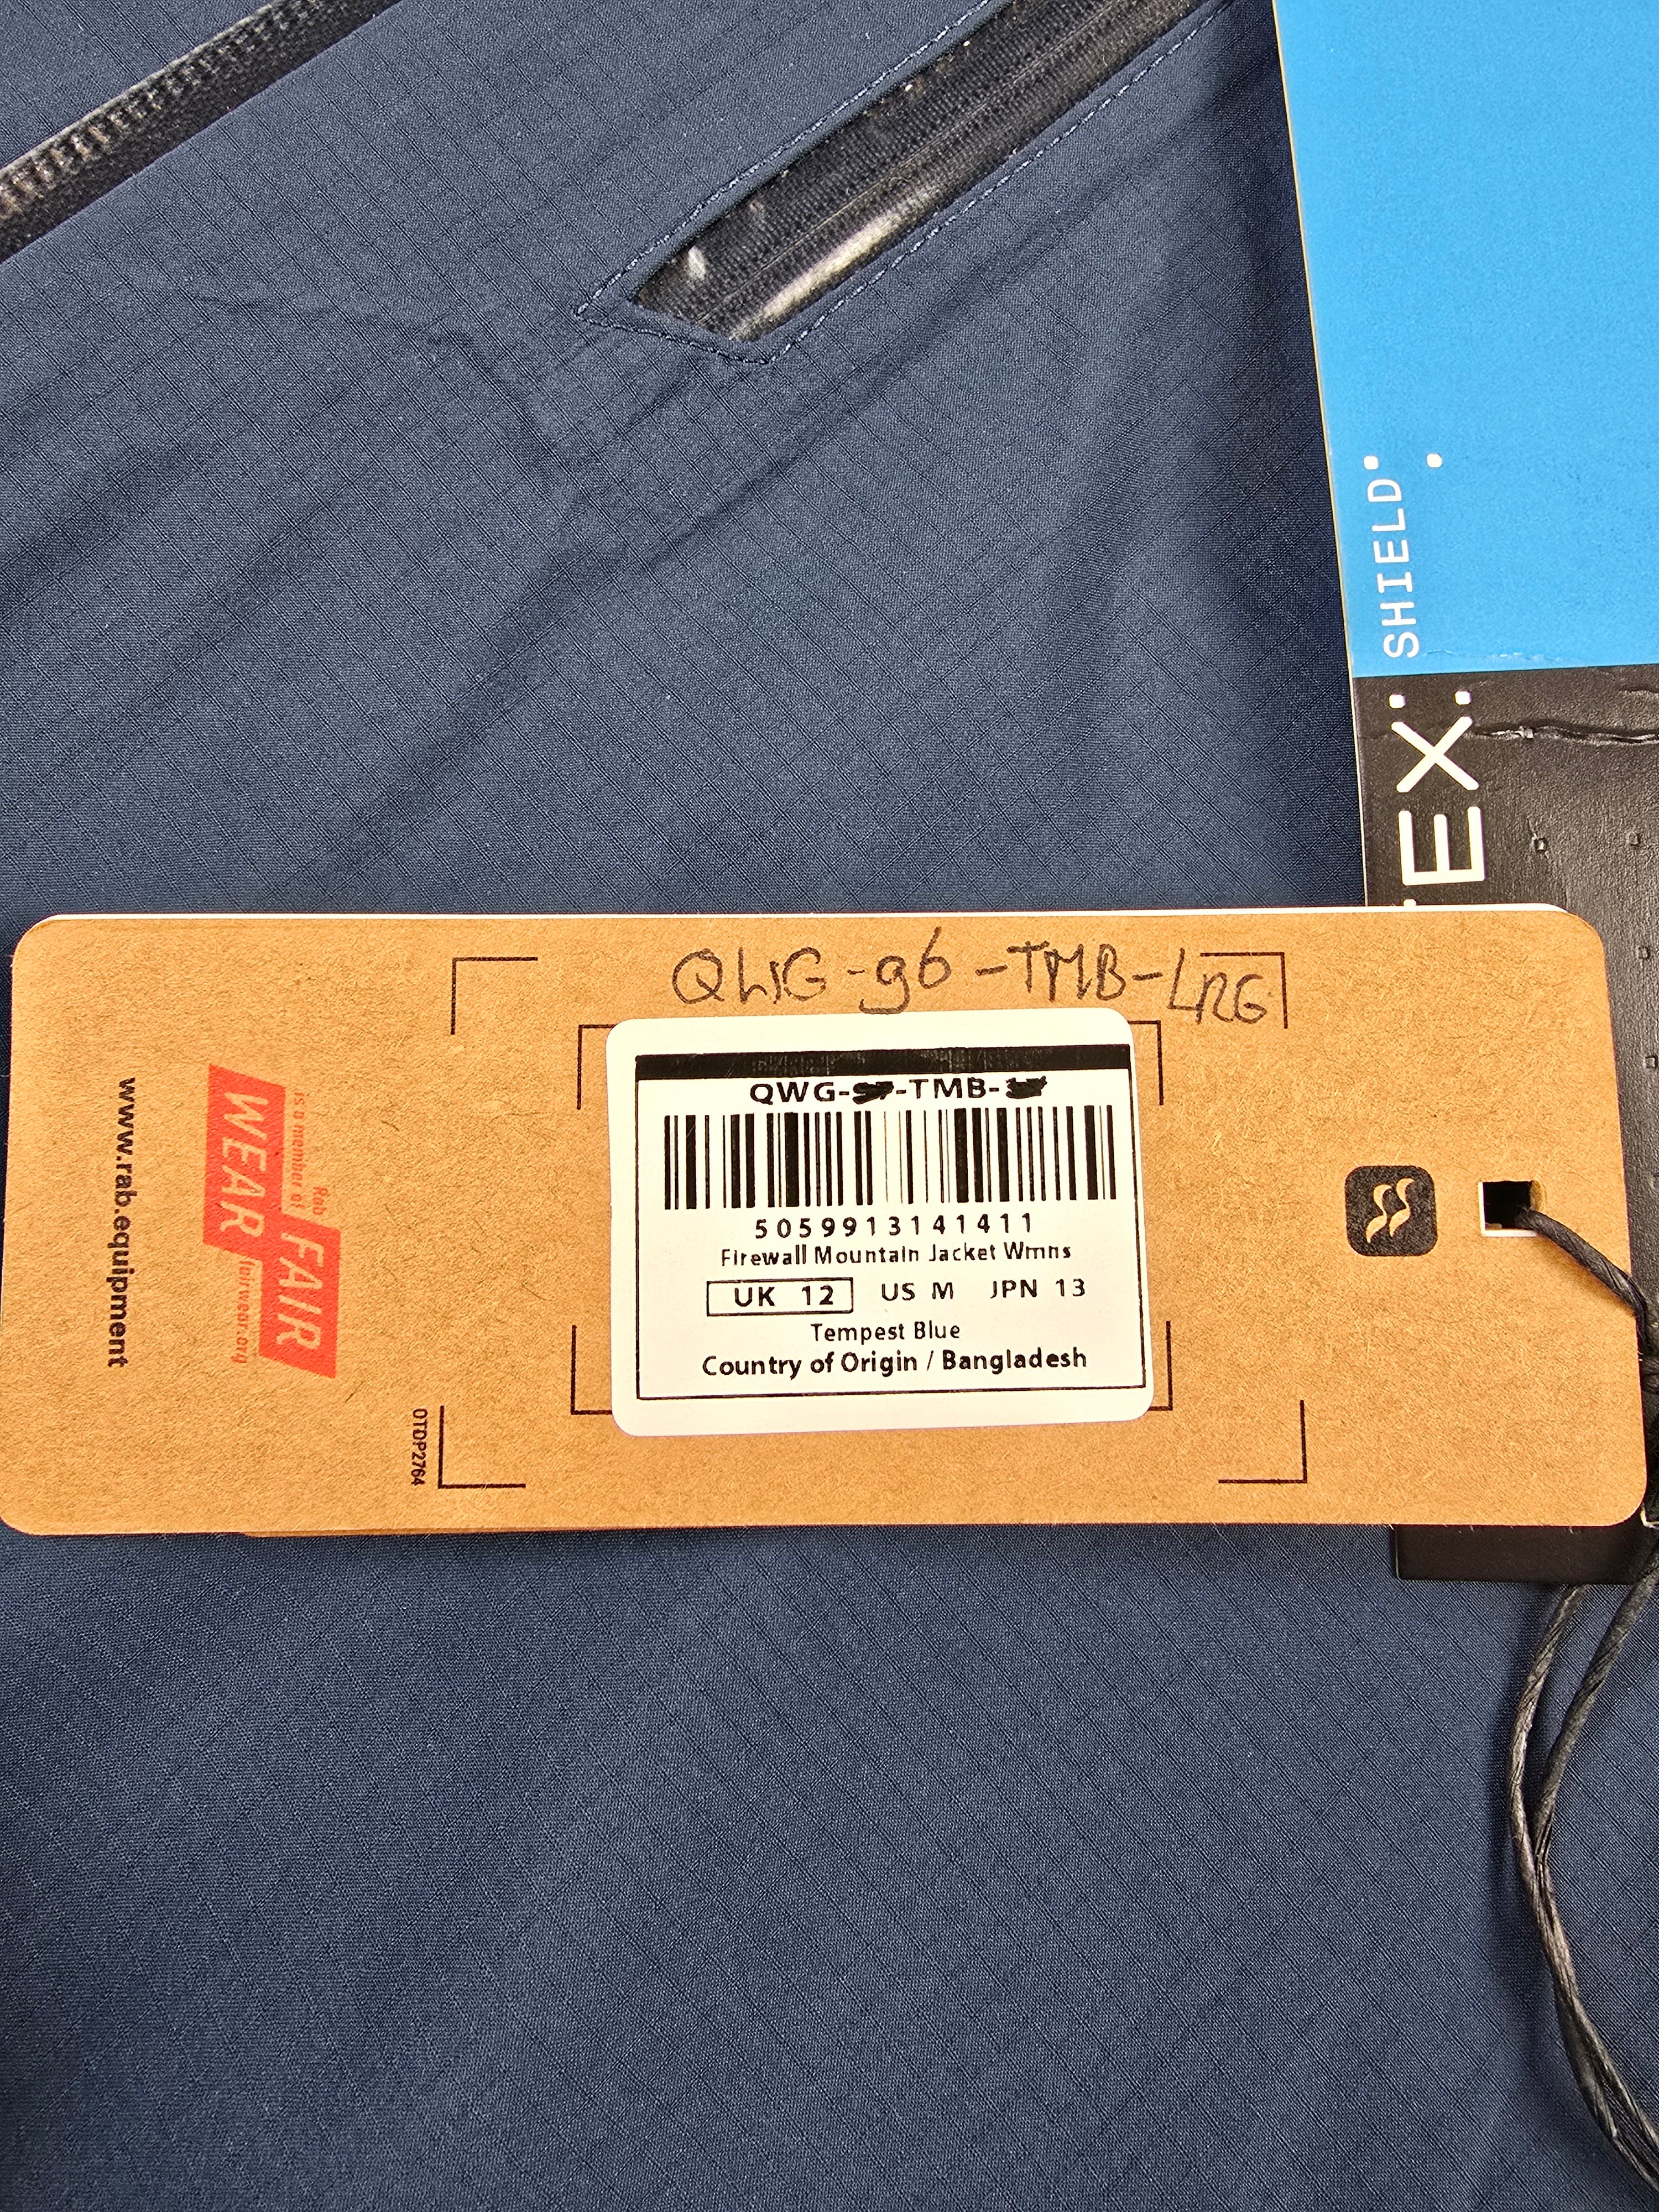 SHIELD
EX
QWG-96-TMB-LRG
QWG- -TMB-
5059913141411
Firewall Mountain Jacket Wmns
UK 12 US M JPN 13
Tempest Blue
Country of Origin / Bangladesh
Rab
is a member of
WEAR FAIR
fairwear.org
www.rab.equipment
OTDP2764